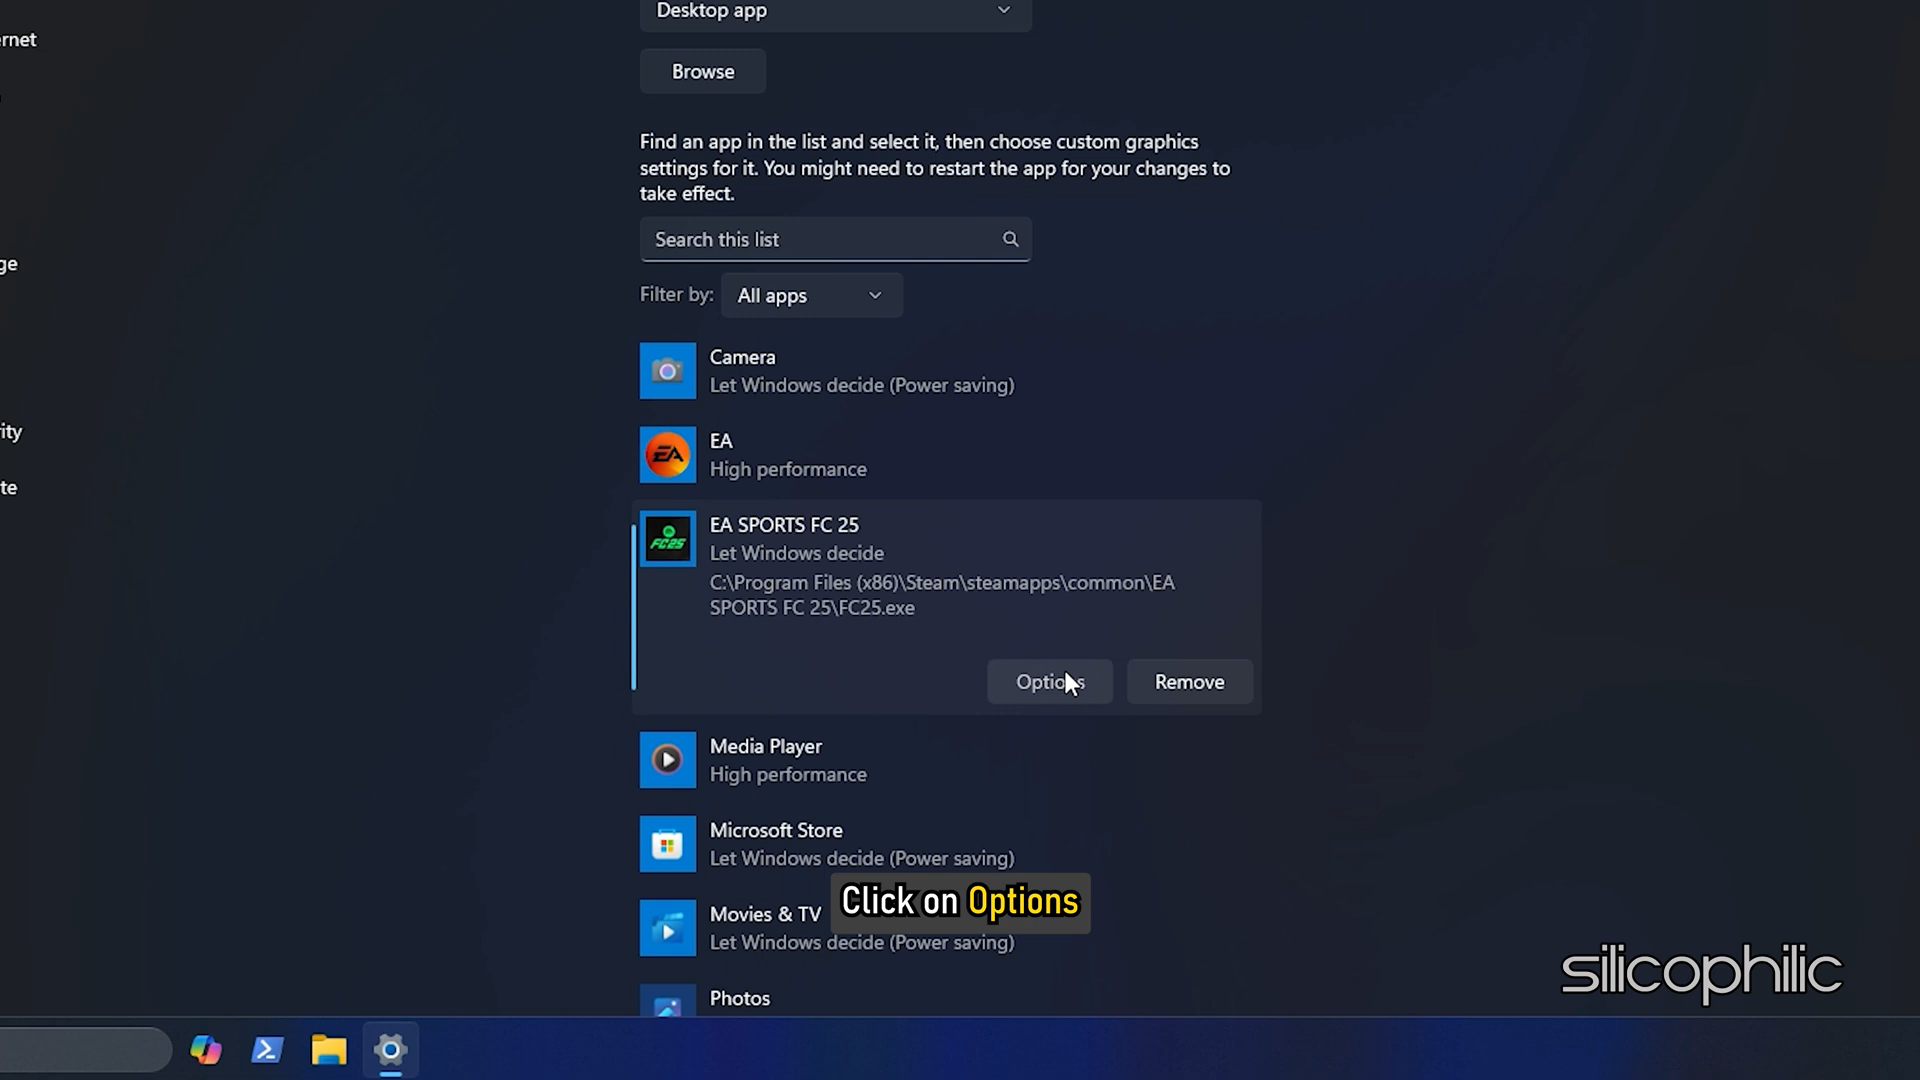 Desktop app
ernet
Browse
Find an app in the list and select it, then choose custom graphics
settings for it. You might need to restart the app for your changes to
take effect.
Search this list
ge
Filter by: All apps
Camera
Let Windows decide (Power saving)
ity
EA
High performance
te
EA SPORTS FC 25
Let Windows decide
C:\Program Files (x86)\Steam\steamapps\common\EA
SPORTS FC 25\FC25.exe
Options Remove
Media Player
High performance
Microsoft Store
Let Windows decide (Power saving)
Click on Options
Movies & TV
Let Windows decide (Power saving)
Photos
silicophilic